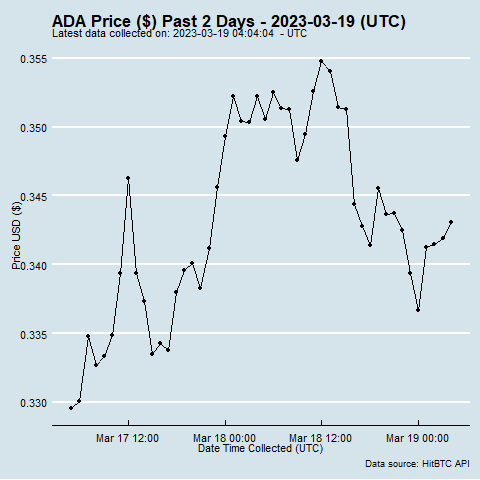 ADA Price ($) Past 2 Days - 2023-03-19 (UTC)
Latest data collected on: 2023-03-19 04:04:04 - UTC
0.355
0.350
0.345
0.340
0.335
0.330
Price USD ($)
Mar 17 12:00 Mar 18 00:00 Mar 18 12:00 Mar 19 00:00
Date Time Collected (UTC)
Data source: HitBTC API